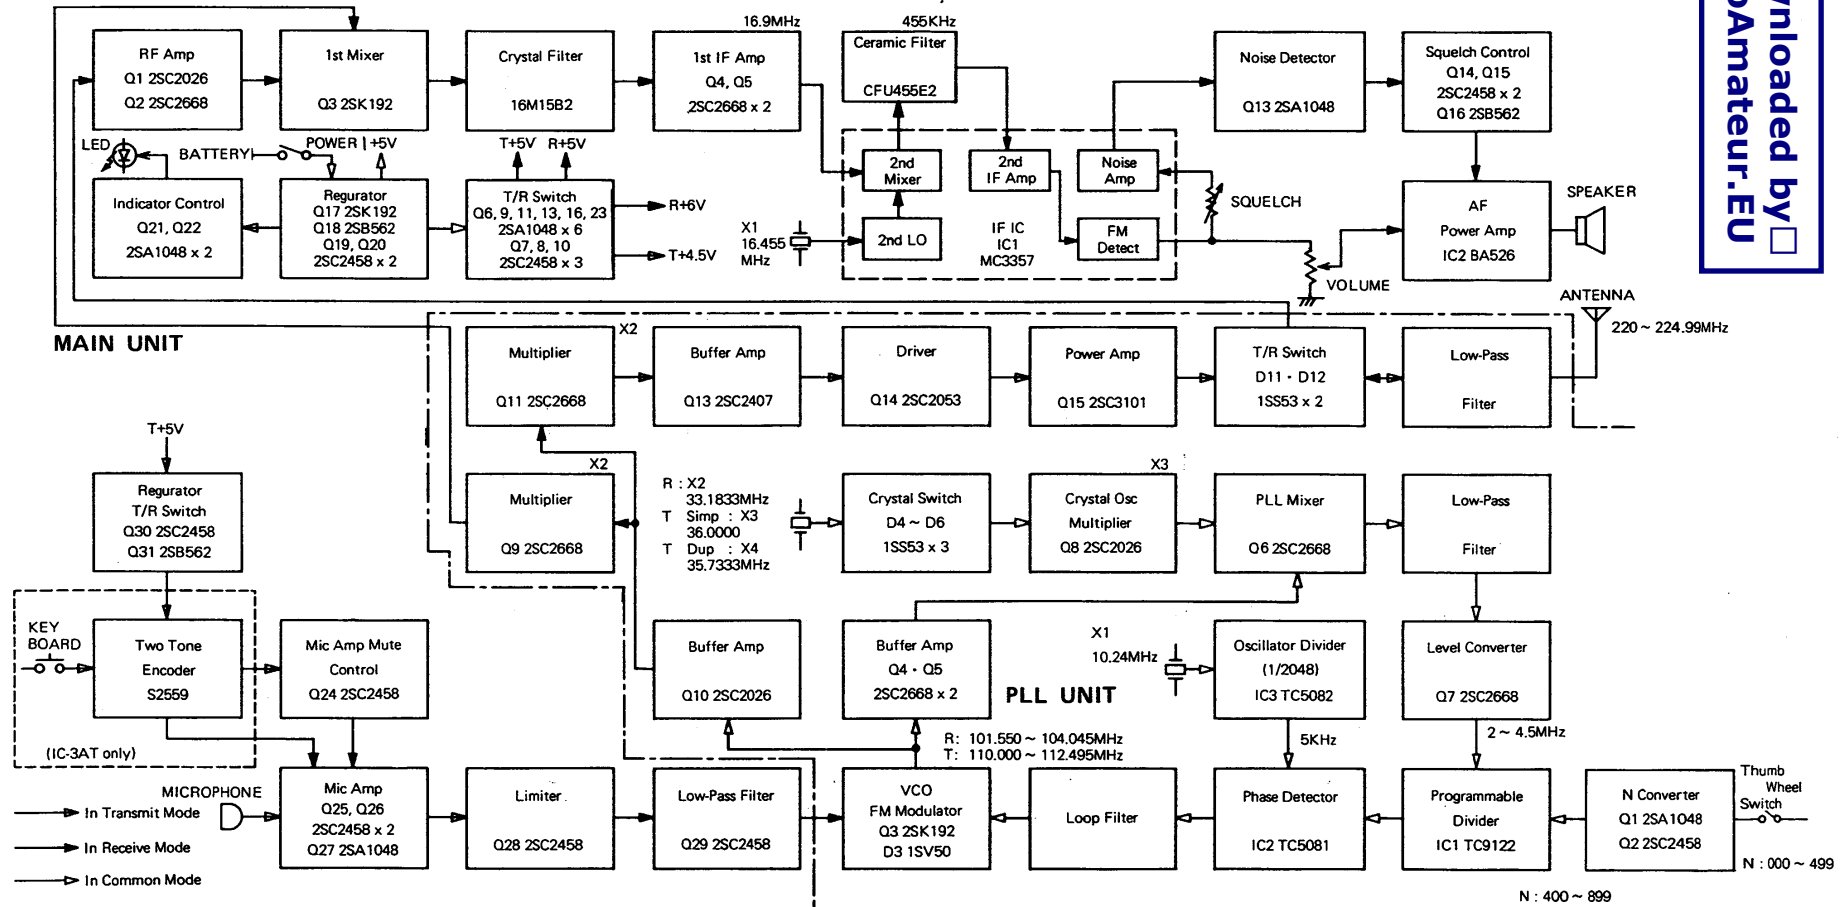 16.9MHz
455KHz
RF Amp
Q1 2SC2026
Q2 2SC2668
1st Mixer
Q3 2SK192
Crystal Filter
16M15B2
1st IF Amp
Q4, Q5
2SC2668 x 2
Ceramic Filter
CFU455E2
Noise Detector
Q13 2SA1048
Squelch Control
Q14, Q15
2SC2458 x 2
Q16 2SB562
wnloaded by
oAmateur.EU
LED
BATTERY
POWER
+5V
T+5V
R+5V
Indicator Control
Q21, Q22
2SA1048 x 2
Regurator
Q17 2SK192
Q18 2SB562
Q19, Q20
2SC2458 x 2
T/R Switch
Q6, 9, 11, 13, 16, 23
2SA1048 x 6
Q7, 8, 10
2SC2458 x 3
R+6V
T+4.5V
X1
16.455
MHz
2nd
Mixer
2nd LO
2nd
IF Amp
IF IC
IC1
MC3357
Noise
Amp
FM
Detect
SQUELCH
VOLUME
AF
Power Amp
IC2 BA526
SPEAKER
ANTENNA
220 ~ 224.99MHz
MAIN UNIT
X2
Multiplier
Q11 2SC2668
Buffer Amp
Q13 2SC2407
Driver
Q14 2SC2053
Power Amp
Q15 2SC3101
T/R Switch
D11 · D12
1SS53 x 2
Low-Pass
Filter
T+5V
Regurator
T/R Switch
Q30 2SC2458
Q31 2SB562
X2
Multiplier
Q9 2SC2668
R : X2
33.1833MHz
T Simp : X3
36.0000
T Dup : X4
35.7333MHz
Crystal Switch
D4 ~ D6
1SS53 x 3
X3
Crystal Osc
Multiplier
Q8 2SC2026
PLL Mixer
Q6 2SC2668
Low-Pass
Filter
KEY
BOARD
Two Tone
Encoder
S2559
(IC-3AT only)
Mic Amp Mute
Control
Q24 2SC2458
Buffer Amp
Q10 2SC2026
Buffer Amp
Q4 · Q5
2SC2668 x 2
PLL UNIT
X1
10.24MHz
Oscillator Divider
(1/2048)
IC3 TC5082
Level Converter
Q7 2SC2668
R: 101.550 ~ 104.045MHz
T: 110.000 ~ 112.495MHz
5KHz
2 ~ 4.5MHz
MICROPHONE
Mic Amp
Q25, Q26
2SC2458 x 2
Q27 2SA1048
Limiter
Q28 2SC2458
Low-Pass Filter
Q29 2SC2458
VCO
FM Modulator
Q3 2SK192
D3 1SV50
Loop Filter
Phase Detector
IC2 TC5081
Programmable
Divider
IC1 TC9122
N Converter
Q1 2SA1048
Q2 2SC2458
Thumb
Wheel
Switch
N : 000 ~ 499
N : 400 ~ 899
In Transmit Mode
In Receive Mode
In Common Mode